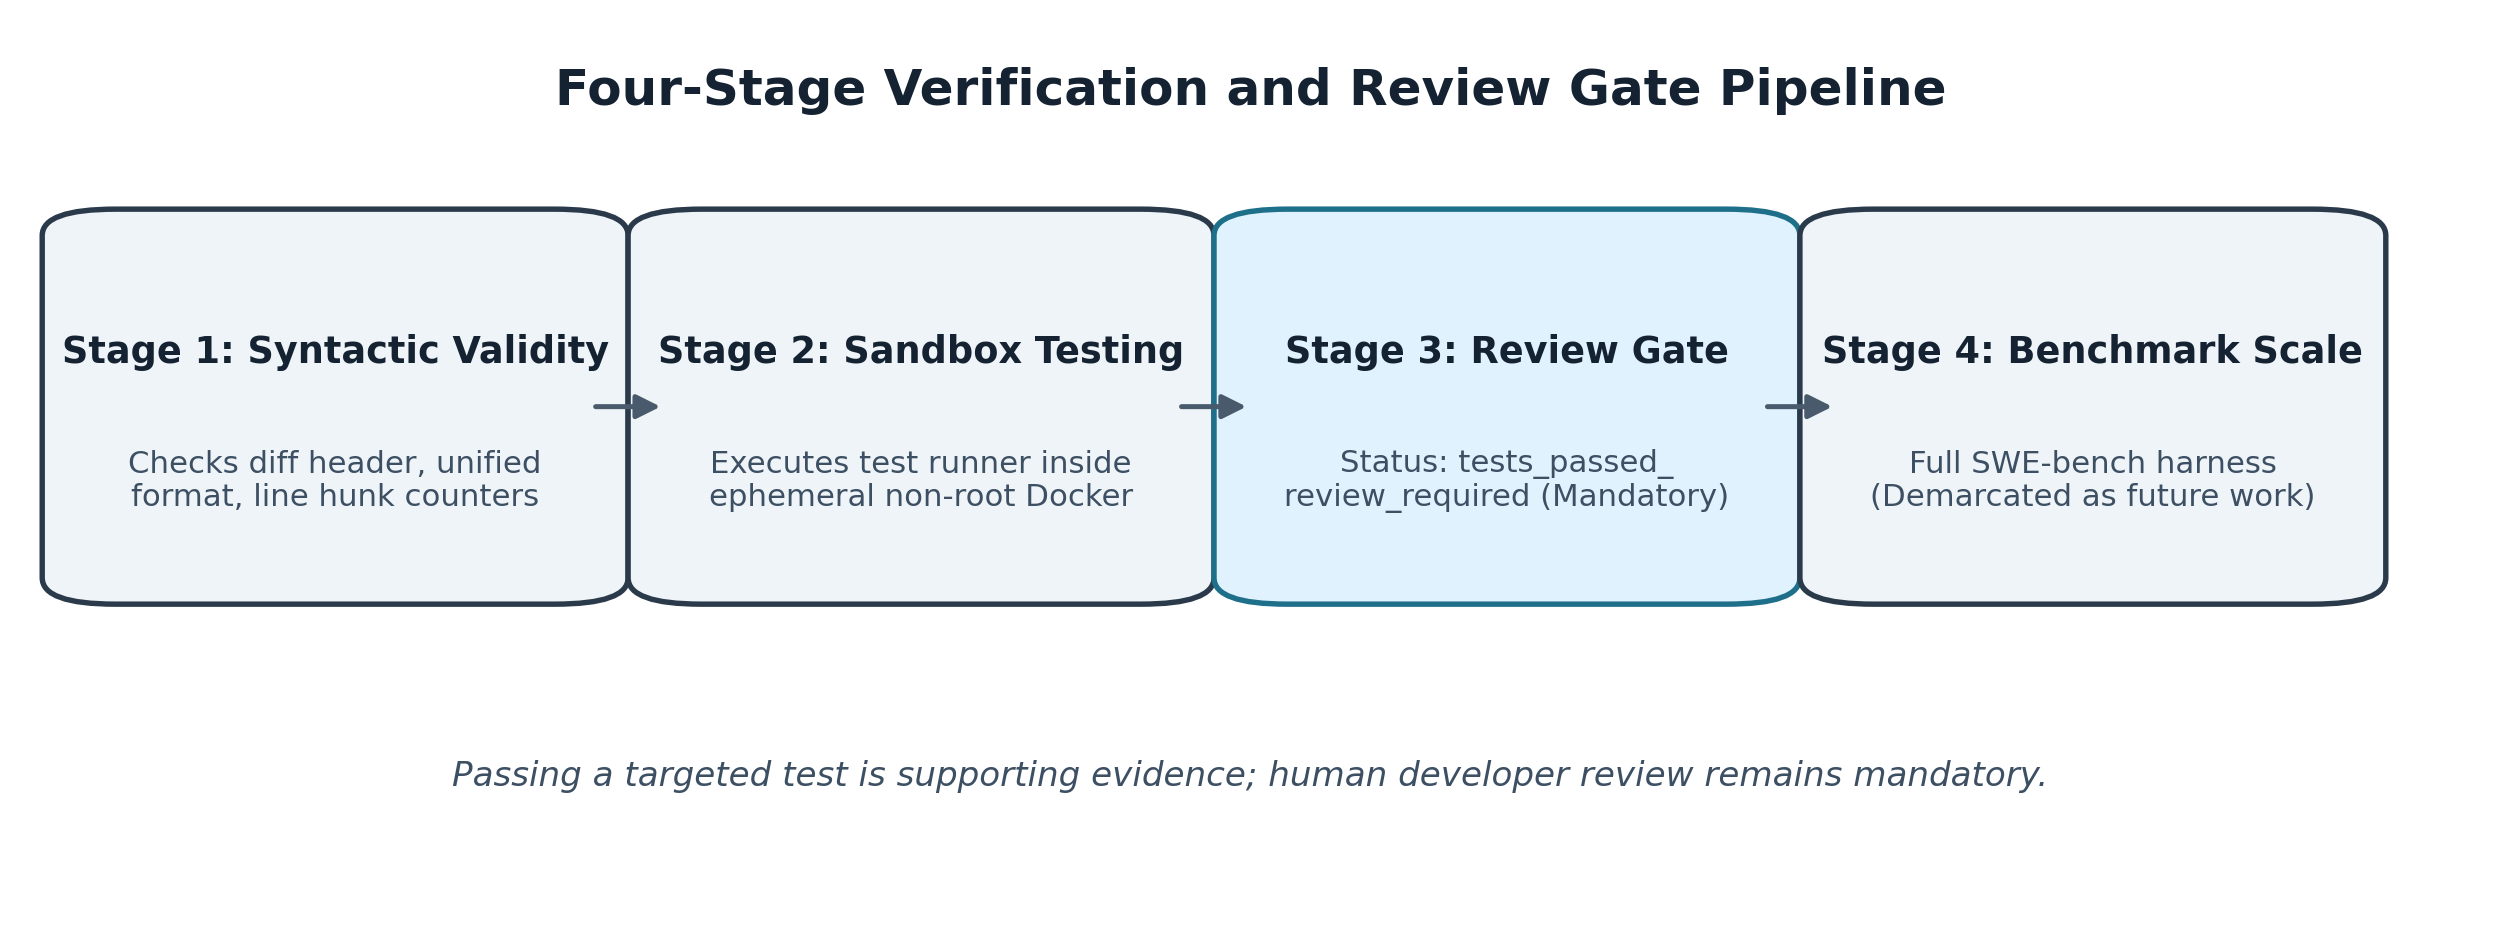 Four-Stage Verification and Review Gate Pipeline
Stage 1: Syntactic Validity
Checks diff header, unified
format, line hunk counters
Stage 2: Sandbox Testing
Executes test runner inside
ephemeral non-root Docker
Stage 3: Review Gate
Status: tests_passed_
review_required (Mandatory)
Stage 4: Benchmark Scale
Full SWE-bench harness
(Demarcated as future work)
Passing a targeted test is supporting evidence; human developer review remains mandatory.